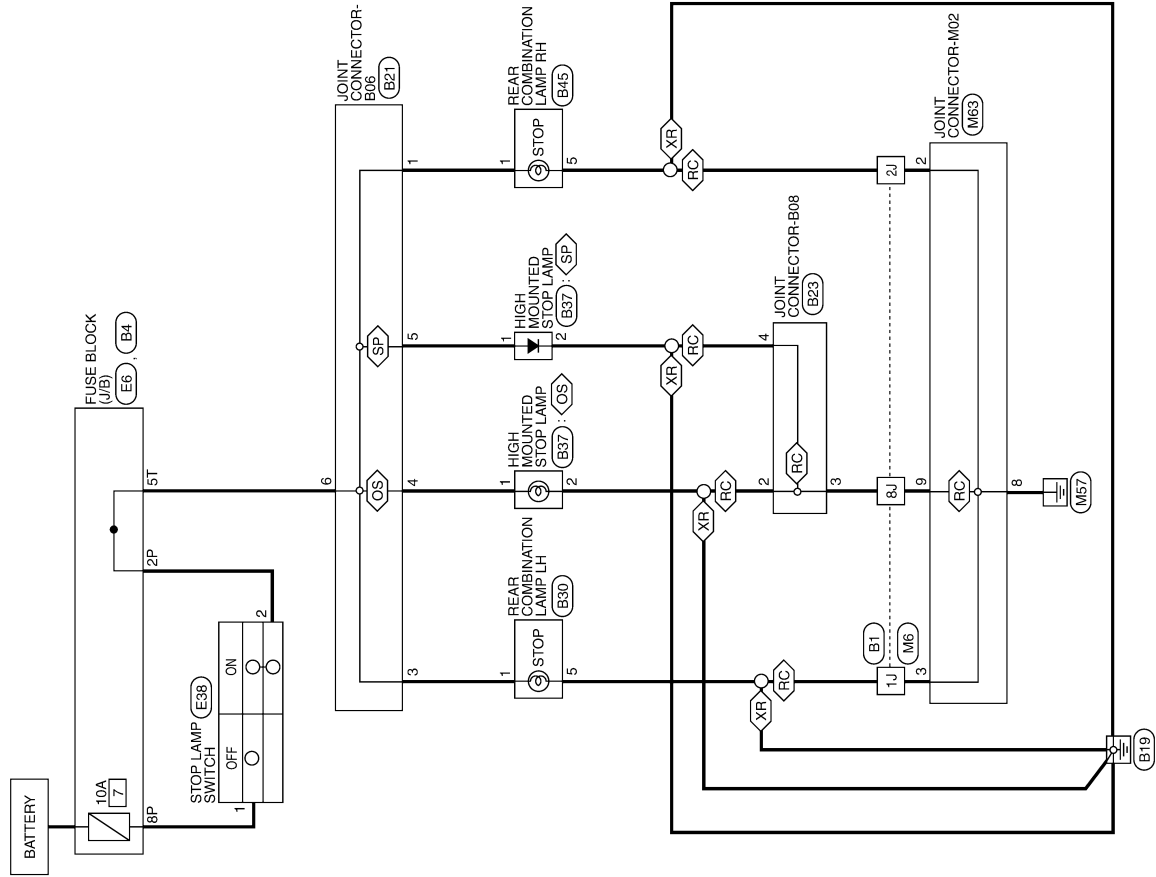 BATTERY
10A
7
8P
2P
5T
FUSE BLOCK
(J/B)
E6 , B4
STOP LAMP
SWITCH
E38
OFF
ON
1
2
JOINT
CONNECTOR-
B06
B21
6
OS
SP
3
4
5
1
REAR
COMBINATION
LAMP LH
B30
1
STOP
5
HIGH
MOUNTED
STOP LAMP
B37 : OS
1
2
HIGH
MOUNTED
STOP LAMP
B37 : SP
1
2
REAR
COMBINATION
LAMP RH
B45
1
STOP
5
XR
RC
XR
RC
XR
RC
XR
RC
JOINT
CONNECTOR-B08
B23
2
4
RC
3
B1
M6
1J
8J
2J
3
9
2
JOINT
CONNECTOR-M02
M63
RC
8
M57
B19